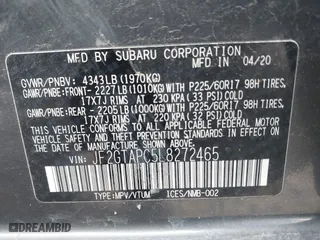 MFD BY SUBARU CORPORATION 04/20
GVWR/PNBV: 4343LB (1970KG)
GAWR/PNBE:FRONT- 2227LB(1010KG)WITH/AVEC P225/60R17 98H TIRES,
17X7J RIMS AT/A 230 KPA (33 PSI) COLD
GAWR/PNBE:REAR - 2205LB(1000KG)WITH/AVEC P225/60R17 98H TIRES,
17X7J RIMS AT/A 220 KPA (32 PSI) COLD
THIS VEHICLE CONFORMS TO ALL APPLICABLE FEDERAL MOTOR
VEHICLE SAFETY, BUMPER, AND THEFT PREVENTION STANDARDS
IN EFFECT ON THE DATE OF MANUFACTURE SHOWN ABOVE.
VIN: JF2GTAPC5L8272465
TYPE:MPV/VTUM ICES/NMB-002